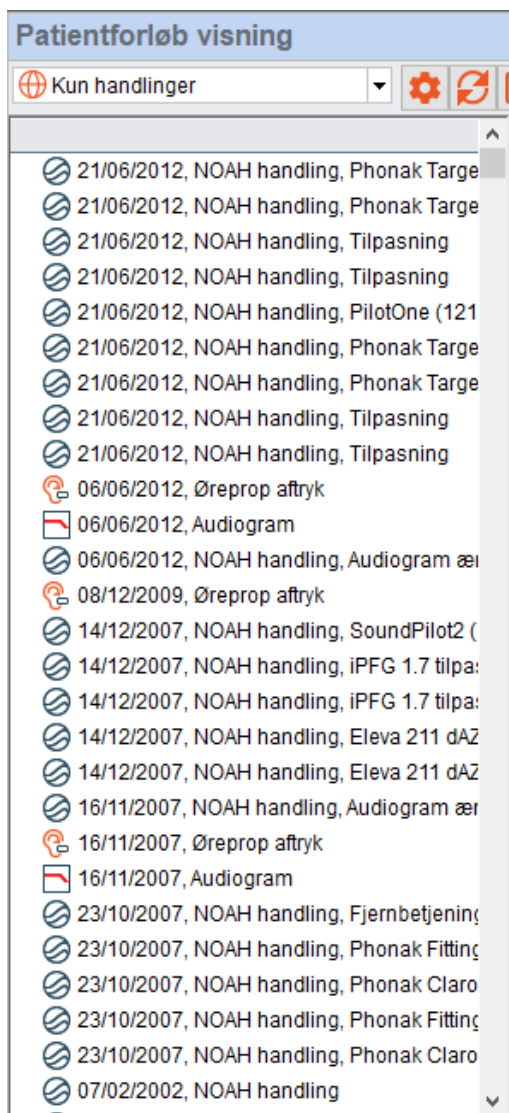 Patientforløb visning
Kun handlinger
21/06/2012, NOAH handling, Phonak Targe
21/06/2012, NOAH handling, Phonak Targe
21/06/2012, NOAH handling, Tilpasning
21/06/2012, NOAH handling, Tilpasning
21/06/2012, NOAH handling, PilotOne (121
21/06/2012, NOAH handling, Phonak Targe
21/06/2012, NOAH handling, Phonak Targe
21/06/2012, NOAH handling, Tilpasning
21/06/2012, NOAH handling, Tilpasning
06/06/2012, Øreprop aftryk
06/06/2012, Audiogram
06/06/2012, NOAH handling, Audiogram æn
08/12/2009, Øreprop aftryk
14/12/2007, NOAH handling, SoundPilot2 (
14/12/2007, NOAH handling, iPFG 1.7 tilpas
14/12/2007, NOAH handling, iPFG 1.7 tilpas
14/12/2007, NOAH handling, Eleva 211 dAZ
14/12/2007, NOAH handling, Eleva 211 dAZ
16/11/2007, NOAH handling, Audiogram æn
16/11/2007, Øreprop aftryk
16/11/2007, Audiogram
23/10/2007, NOAH handling, Fjernbetjening
23/10/2007, NOAH handling, Phonak Fitting
23/10/2007, NOAH handling, Phonak Claro
23/10/2007, NOAH handling, Phonak Fitting
23/10/2007, NOAH handling, Phonak Claro
07/02/2002, NOAH handling